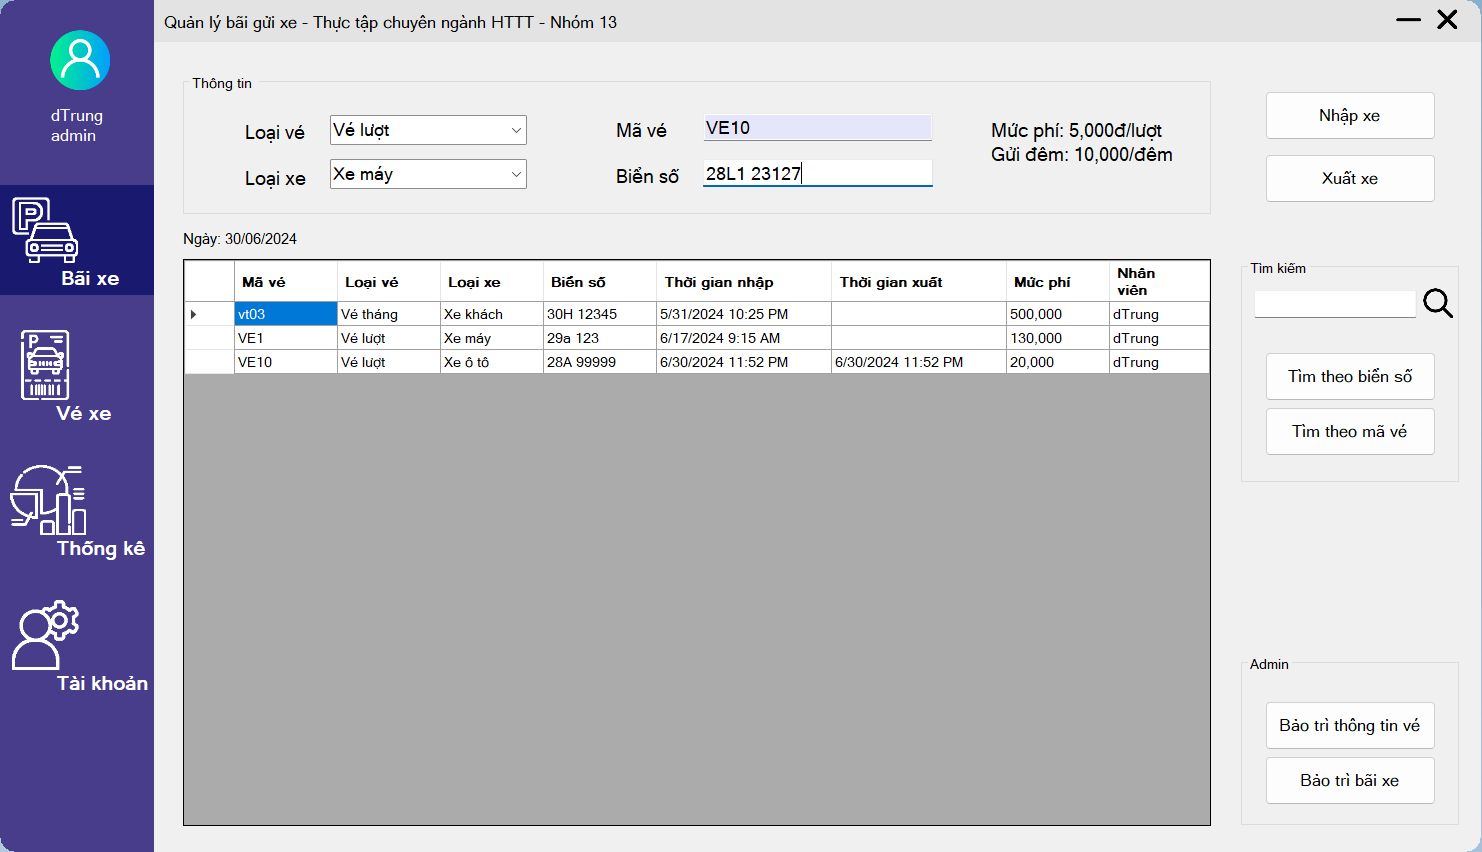 Quản lý bãi gửi xe - Thực tập chuyên ngành HTTT - Nhóm 13
dTrung
admin
Bãi xe
Vé xe
Thống kê
Tài khoản
Thông tin
Loại vé
Vé lượt
Mã vé
VE10
Mức phí: 5,000đ/lượt
Gửi đêm: 10,000/đêm
Loại xe
Xe máy
Biển số
28L1 23127
Nhập xe
Xuất xe
Ngày: 30/06/2024
Mã vé Loại vé Loại xe Biển số Thời gian nhập Thời gian xuất Mức phí Nhân viên
vt03 Vé tháng Xe khách 30H 12345 5/31/2024 10:25 PM 500,000 dTrung
VE1 Vé lượt Xe máy 29a 123 6/17/2024 9:15 AM 130,000 dTrung
VE10 Vé lượt Xe ô tô 28A 99999 6/30/2024 11:52 PM 6/30/2024 11:52 PM 20,000 dTrung
Tìm kiếm
Tìm theo biển số
Tìm theo mã vé
Admin
Bảo trì thông tin vé
Bảo trì bãi xe